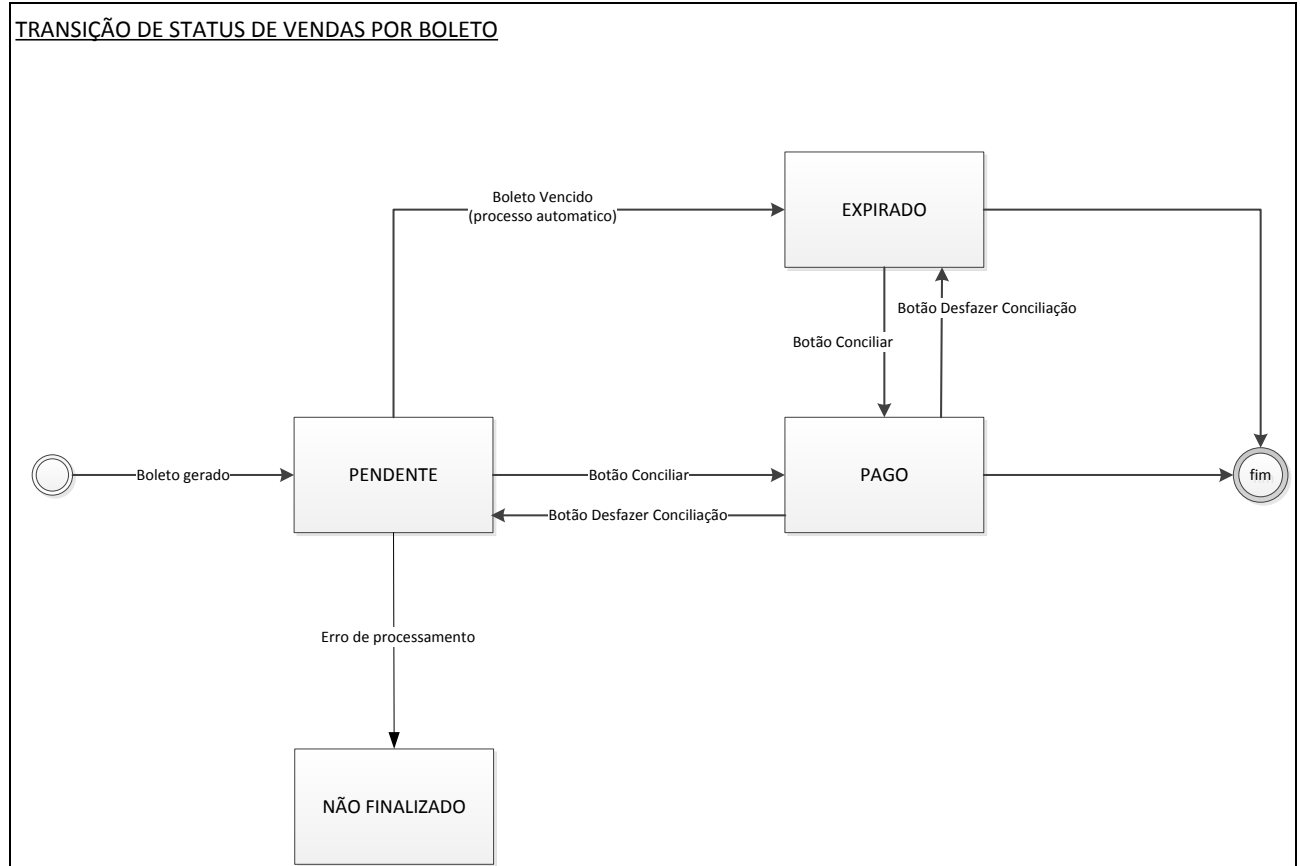 TRANSIÇÃO DE STATUS DE VENDAS POR BOLETO
Boleto Vencido
(processo automatico)
EXPIRADO
Botão Desfazer Conciliação
Botão Conciliar
Boleto gerado
PENDENTE
Botão Conciliar
PAGO
fim
Botão Desfazer Conciliação
Erro de processamento
NÃO FINALIZADO